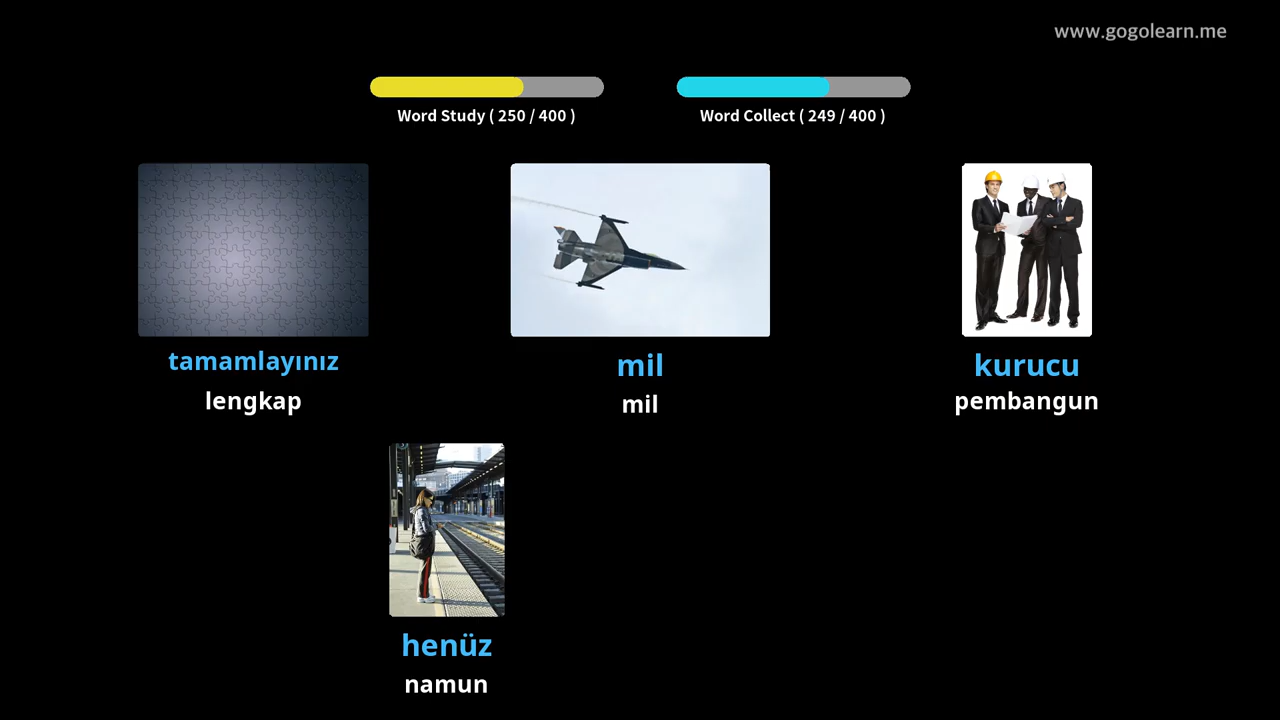 www.gogolearn.me
Word Study ( 250 / 400 )
Word Collect ( 249 / 400 )
tamamlayınız
lengkap
mil
mil
kurucu
pembangun
henüz
namun